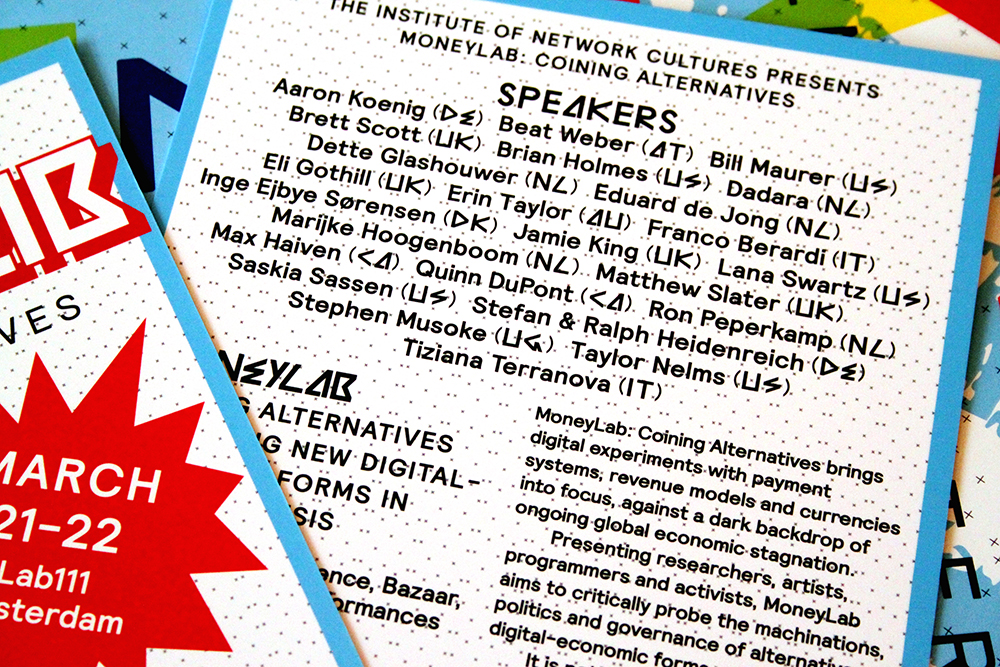 THE INSTITUTE OF NETWORK CULTURES PRESENTS
MONEYLAB: COINING ALTERNATIVES
SPEAKERS
Aaron Koenig (DE) Beat Weber (AT) Bill Maurer (US)
Brett Scott (UK) Brian Holmes (US) Dadara (NL)
Dette Glashouwer (NL) Eduard de Jong (NL)
Eli Gothill (UK) Erin Taylor (AU) Franco Berardi (IT)
Inge Ejbye Sørensen (DK) Jamie King (UK) Lana Swartz (US)
Marijke Hoogenboom (NL) Matthew Slater (UK)
Max Haiven (CA) Quinn DuPont (CA) Ron Peperkamp (NL)
Saskia Sassen (US) Stefan & Ralph Heidenreich (DE)
Stephen Musoke (UG) Taylor Nelms (US)
Tiziana Terranova (IT)
NEYLAB
G ALTERNATIVES
NG NEW DIGITAL-
FORMS IN
SIS
ance, Bazaar,
ormances
MoneyLab: Coining Alternatives brings
digital experiments with payment
systems, revenue models and currencies
into focus, against a dark backdrop of
ongoing global economic stagnation.
Presenting researchers, artists,
programmers and activists, MoneyLab
aims to critically probe the machinations,
politics and governance of alternative
digital-economic forms
It is
VES
MARCH
21-22
Lab111
msterdam